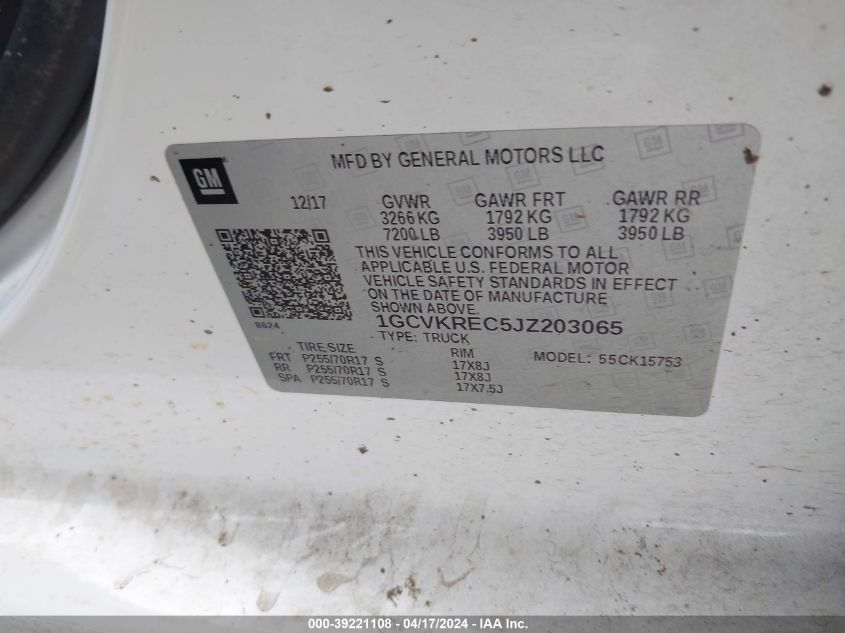 GM
MFD BY GENERAL MOTORS LLC
12/17 GVWR GAWR FRT GAWR RR
3266 KG 1792 KG 1792 KG
7200 LB 3950 LB 3950 LB
THIS VEHICLE CONFORMS TO ALL
APPLICABLE U.S. FEDERAL MOTOR
VEHICLE SAFETY STANDARDS IN EFFECT
ON THE DATE OF MANUFACTURE
SHOWN ABOVE.
8624
1GCVKREC5JZ203065
TYPE: TRUCK
TIRE SIZE RIM MODEL: 55CK15753
FRT P255/70R17 S 17X8J
RR P255/70R17 S 17X8J
SPA P255/70R17 S 17X7.5J
000-39221108 - 04/17/2024 - IAA Inc.